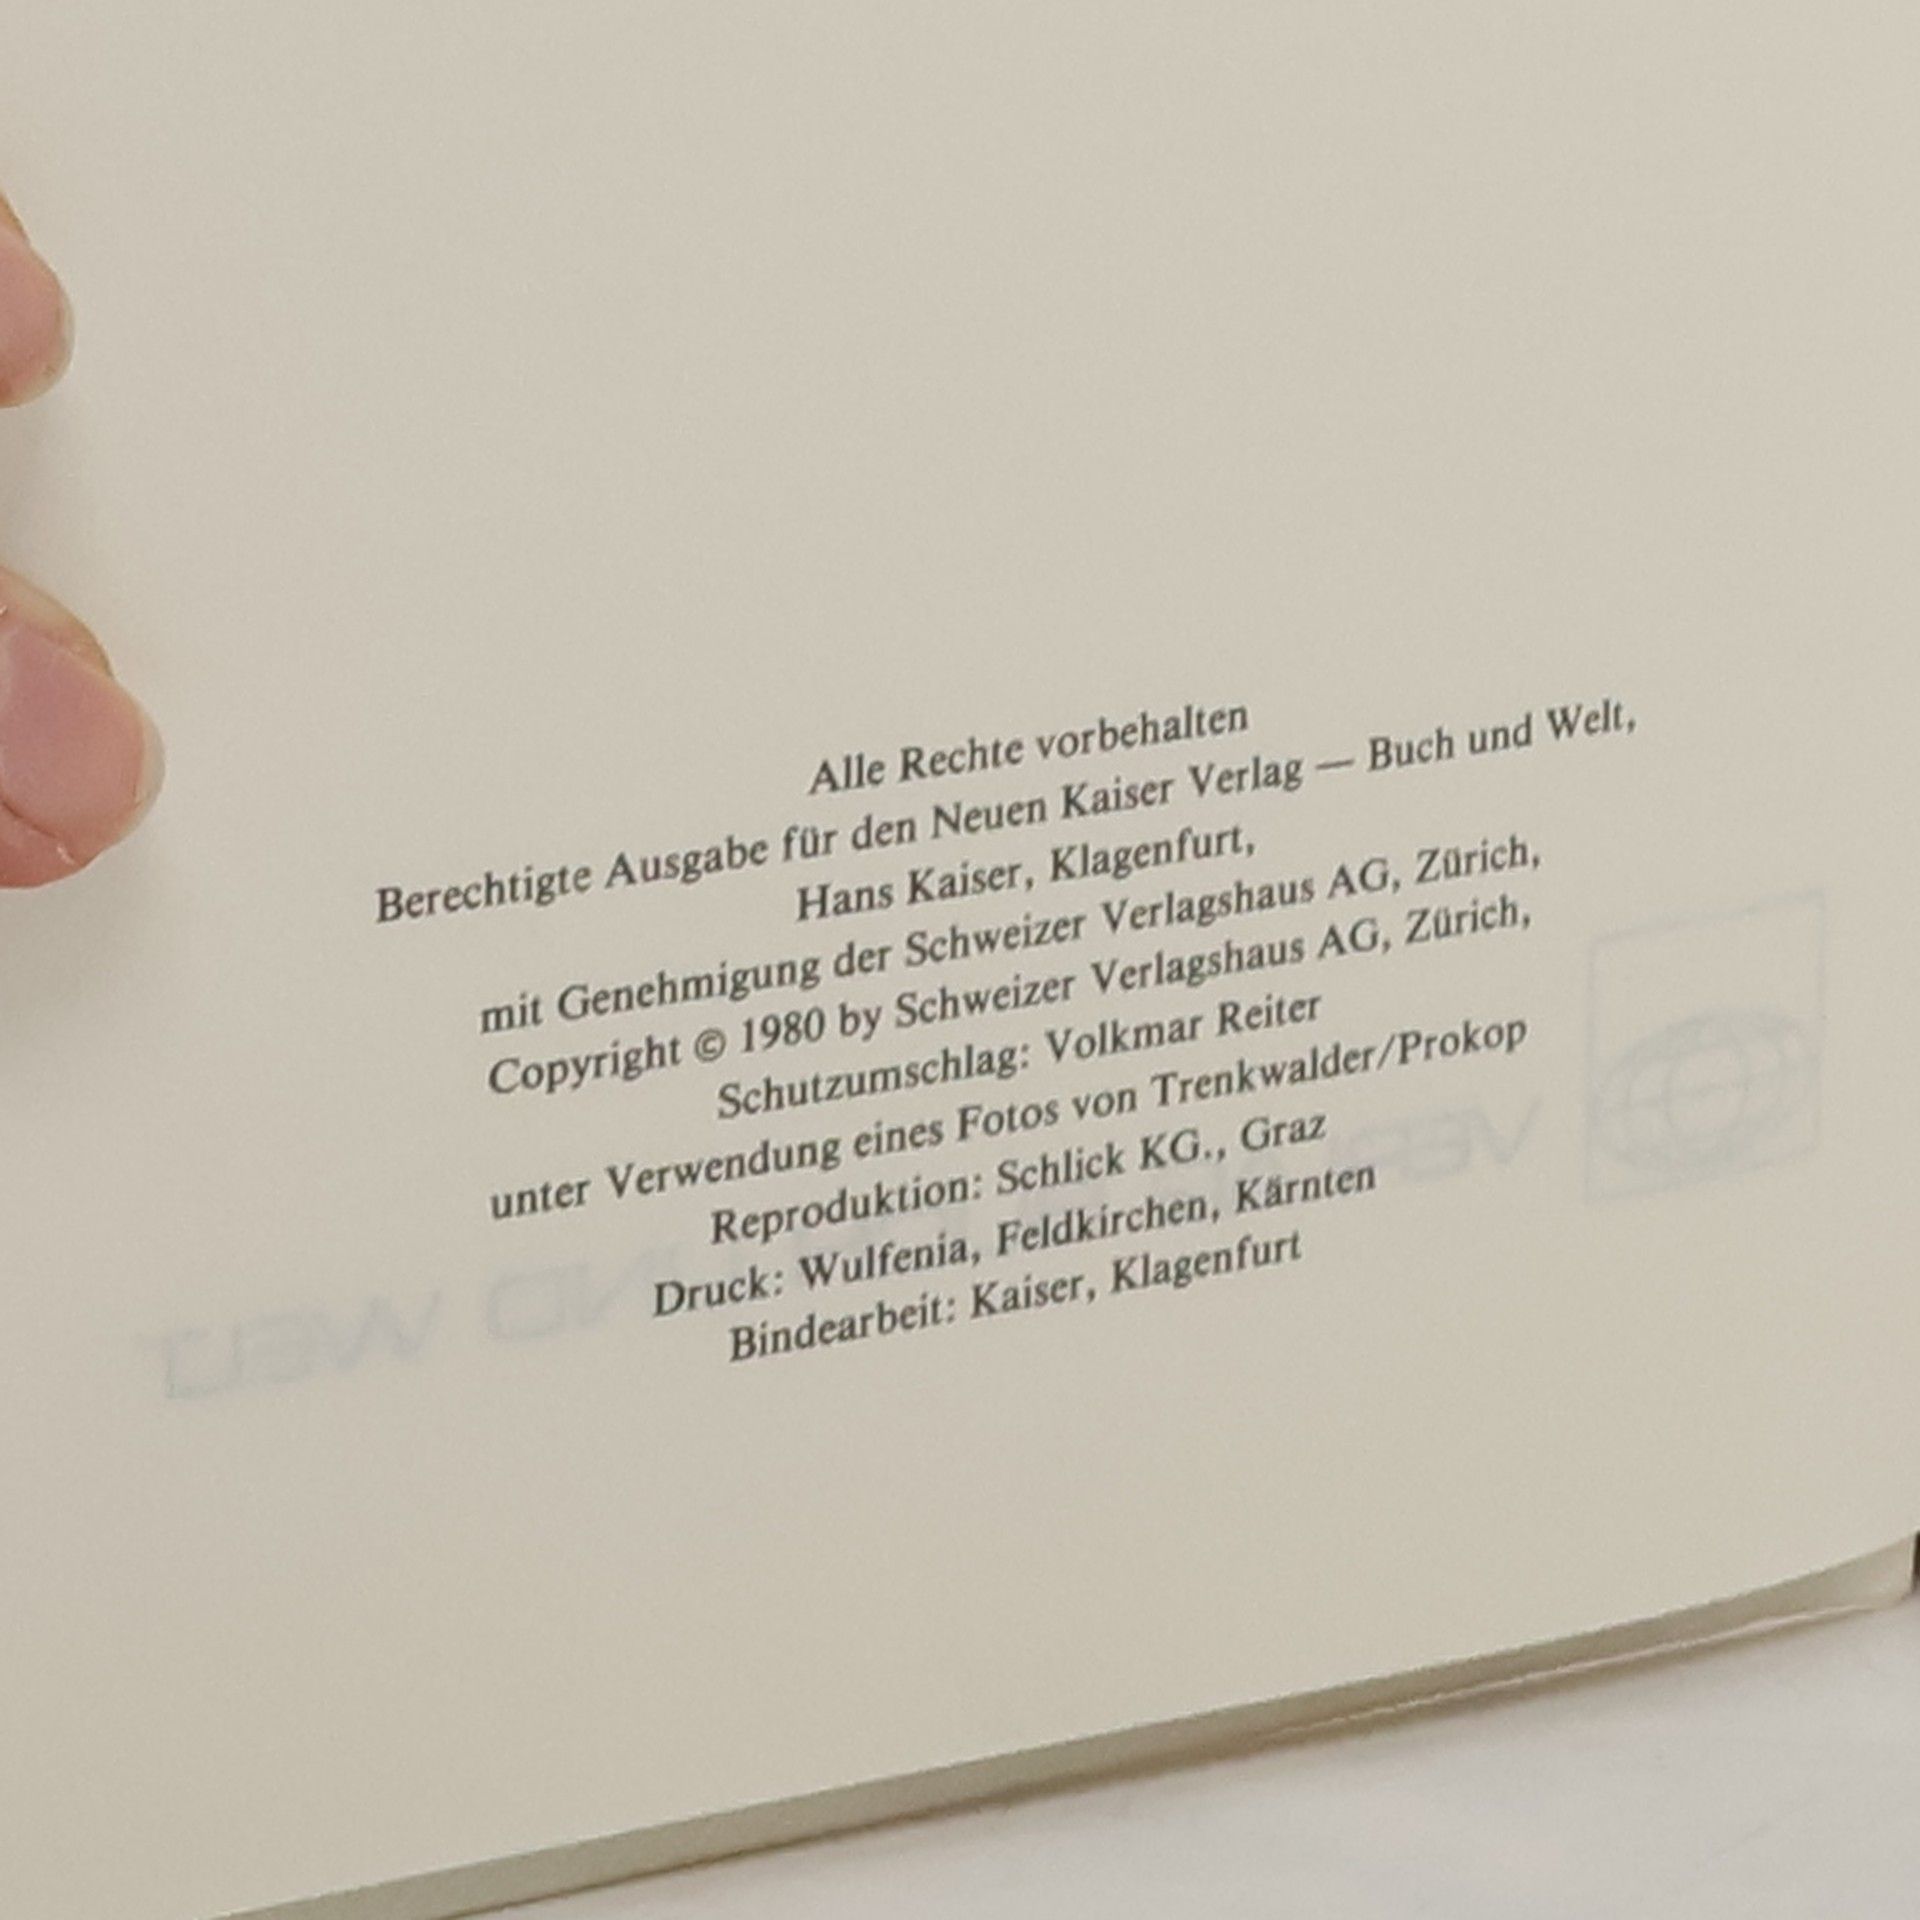 Alle Rechte vorbehalten
Berechtigte Ausgabe für den Neuen Kaiser Verlag — Buch und Welt,
Hans Kaiser, Klagenfurt,
mit Genehmigung der Schweizer Verlagshaus AG, Zürich,
Copyright © 1980 by Schweizer Verlagshaus AG, Zürich,
Schutzumschlag: Volkmar Reiter
unter Verwendung eines Fotos von Trenkwalder/Prokop
Reproduktion: Schlick KG., Graz
Druck: Wulfenia, Feldkirchen, Kärnten
Bindearbeit: Kaiser, Klagenfurt